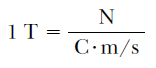 1 T = N / C·m/s